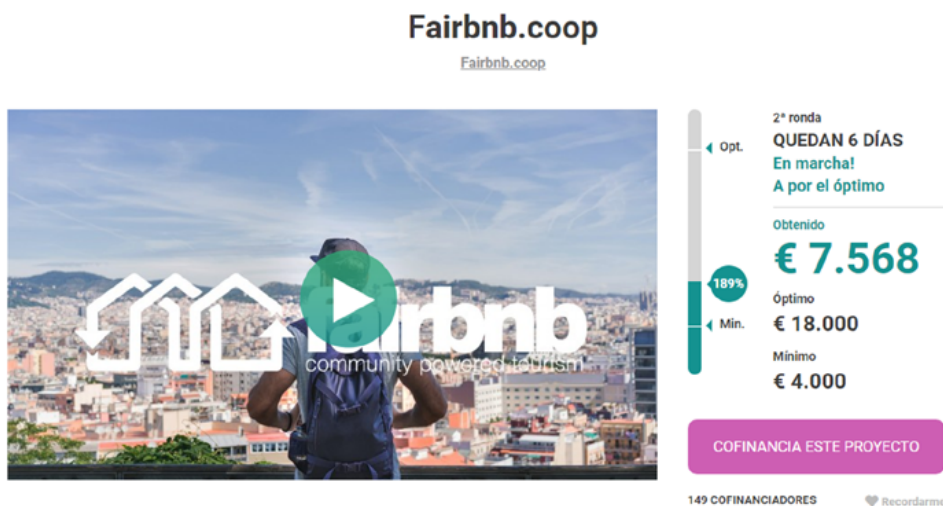 Fairbnb.coop
Fairbnb.coop
fairbnb
community powered tourism
2ª ronda
QUEDAN 6 DÍAS
En marcha!
A por el óptimo
Opt.
Obtenido
€ 7.568
189%
Óptimo
€ 18.000
Min.
Mínimo
€ 4.000
COFINANCIA ESTE PROYECTO
149 COFINANCIADORES
Recordarme